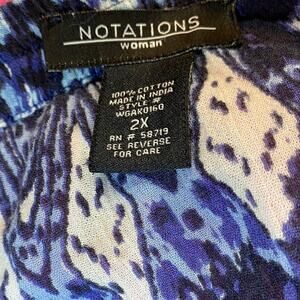 NOTATIONS
woman
100% COTTON
MADE IN INDIA
STYLE #
WGAK0160
2X
RN # 58719
SEE REVERSE
FOR CARE